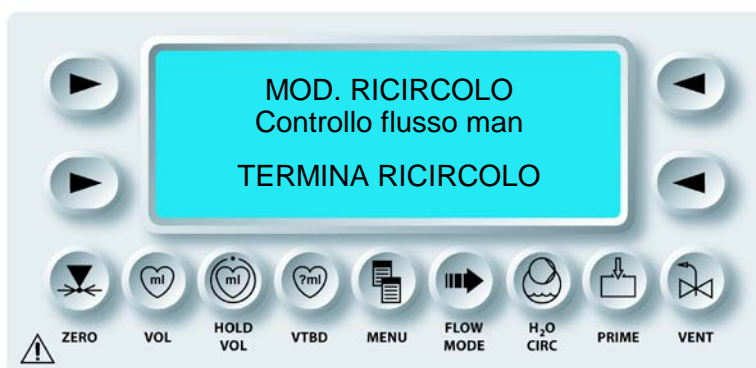 MOD. RICIRCOLO
Controllo flusso man
TERMINA RICIRCOLO
ml
ml
?ml
ZERO
VOL
HOLD
VOL
VTBD
MENU
FLOW
MODE
H₂O
CIRC
PRIME
VENT